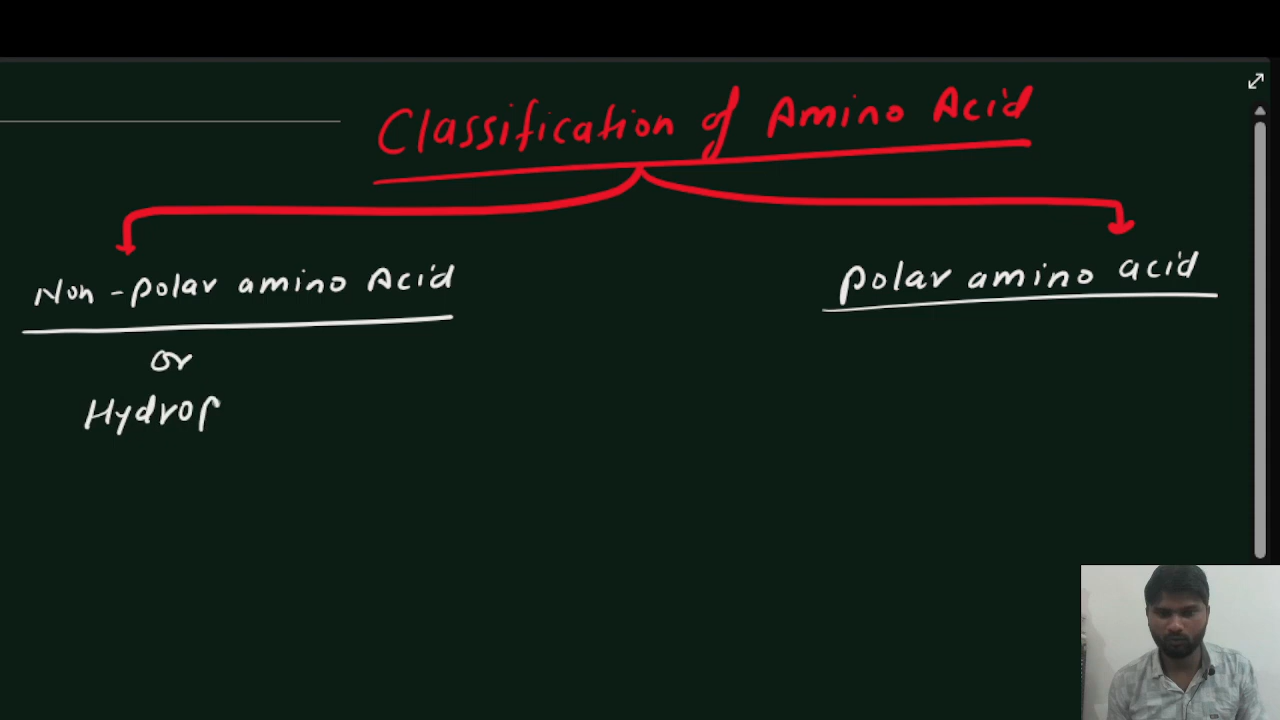 Classification of Amino Acid
Non-polar amino Acid
polar amino acid
or
Hydrop